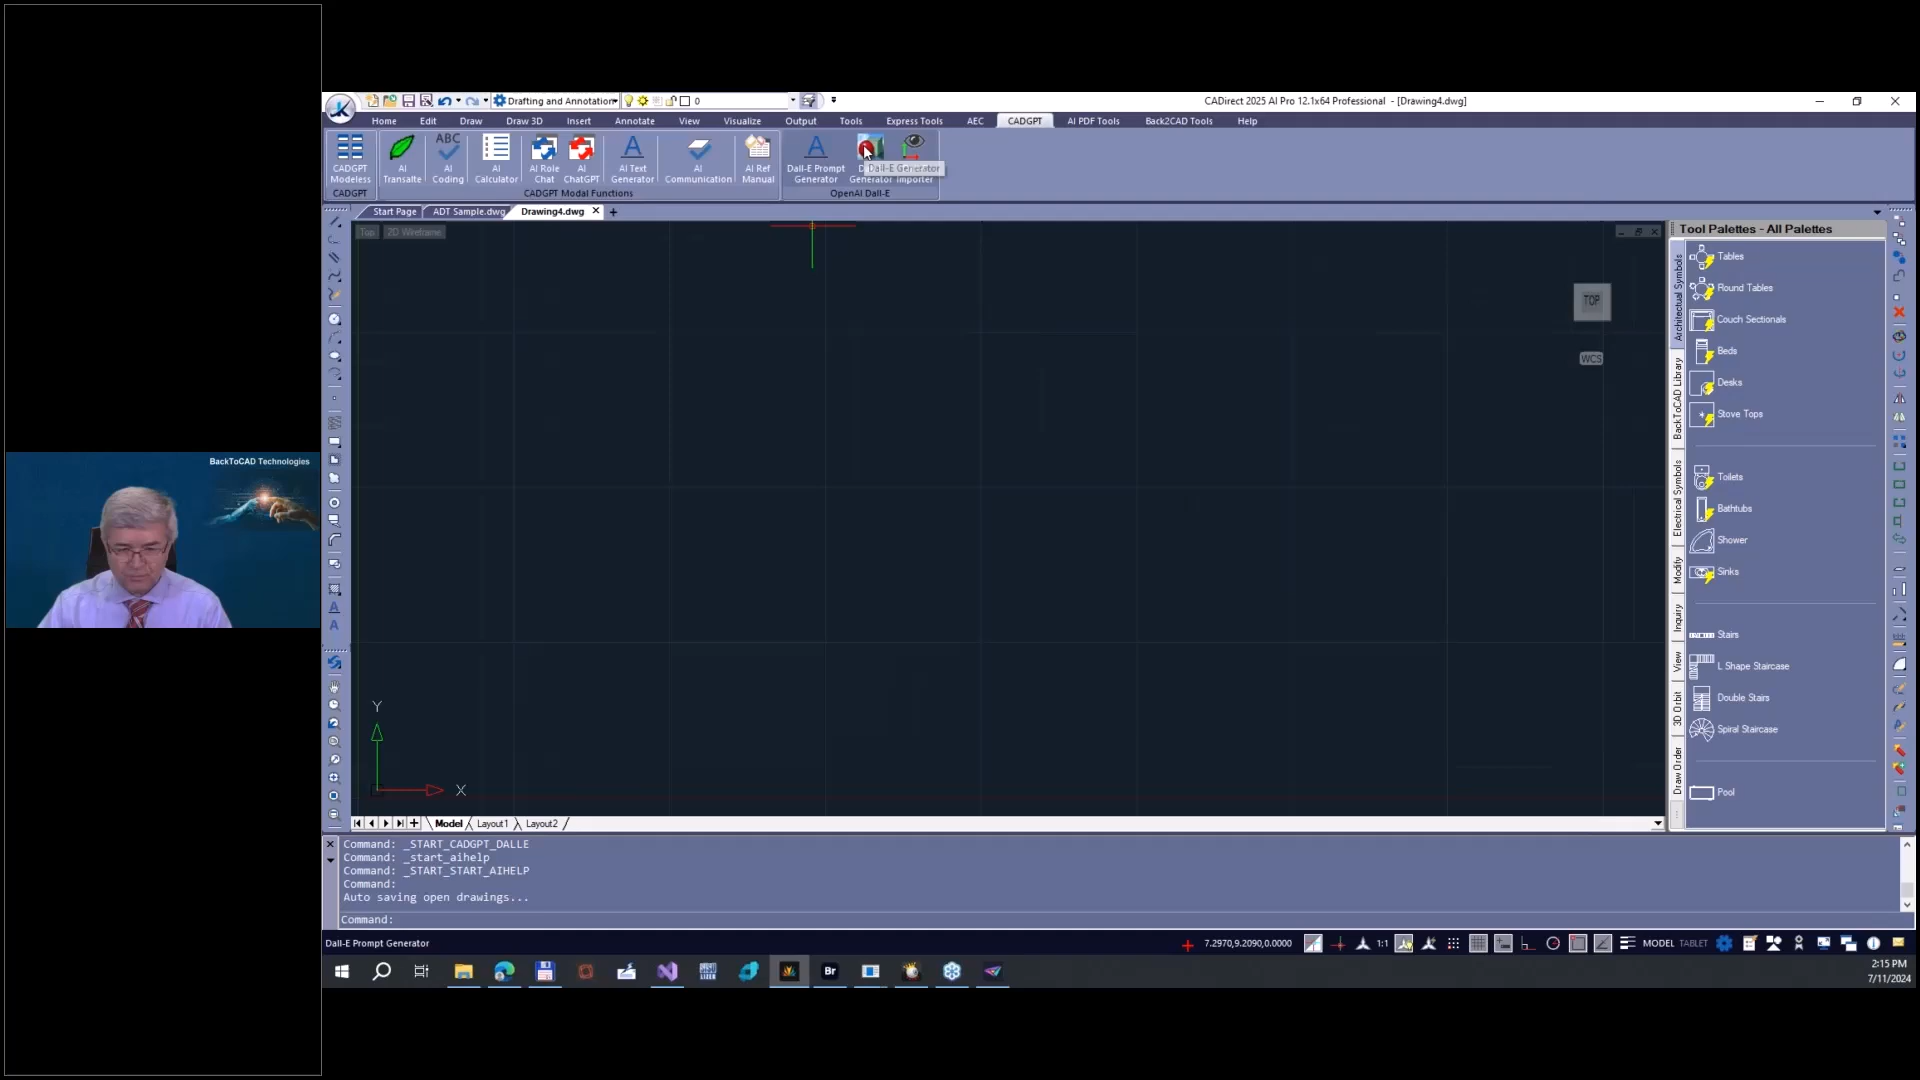 BackToCAD Technologies
Drafting and Annotation
0
CADirect 2025 AI Pro 12.1x64 Professional - [Drawing4.dwg]
Home Edit Draw Draw 3D Insert Annotate View Visualize Output Tools Express Tools AEC CADGPT AI PDF Tools Back2CAD Tools Help
CADGPT Modeless
AI Transalte
ABC
AI Coding
AI Calculator
AI Role Chat
AI ChatGPT
AI Text Generator
AI Communication
AI Ref Manual
Dall-E Prompt Generator
Generator
Importer
Dall-E Generator
CADGPT
CADGPT Modal Functions
OpenAI Dall-E
Start Page
ADT Sample.dwg
Drawing4.dwg
Top
2D Wireframe
TOP
WCS
Y
X
Tool Palettes - All Palettes
Architectual Symbols
BackToCAD Library
Electrical Symbols
Modify
Inquiry
View
3D Orbit
Draw Order
Tables
Round Tables
Couch Sectionals
Beds
Desks
Stove Tops
Toilets
Bathtubs
Shower
Sinks
Stairs
L Shape Staircase
Double Stairs
Spiral Staircase
Pool
Model Layout1 Layout2
Command: _START_CADGPT_DALLE
Command: _start_aihelp
Command: _START_START_AIHELP
Command:
Auto saving open drawings...
Command:
Dall-E Prompt Generator
7.2970,9.2090,0.0000
1:1
MODEL TABLET
Br
2:15 PM
7/11/2024